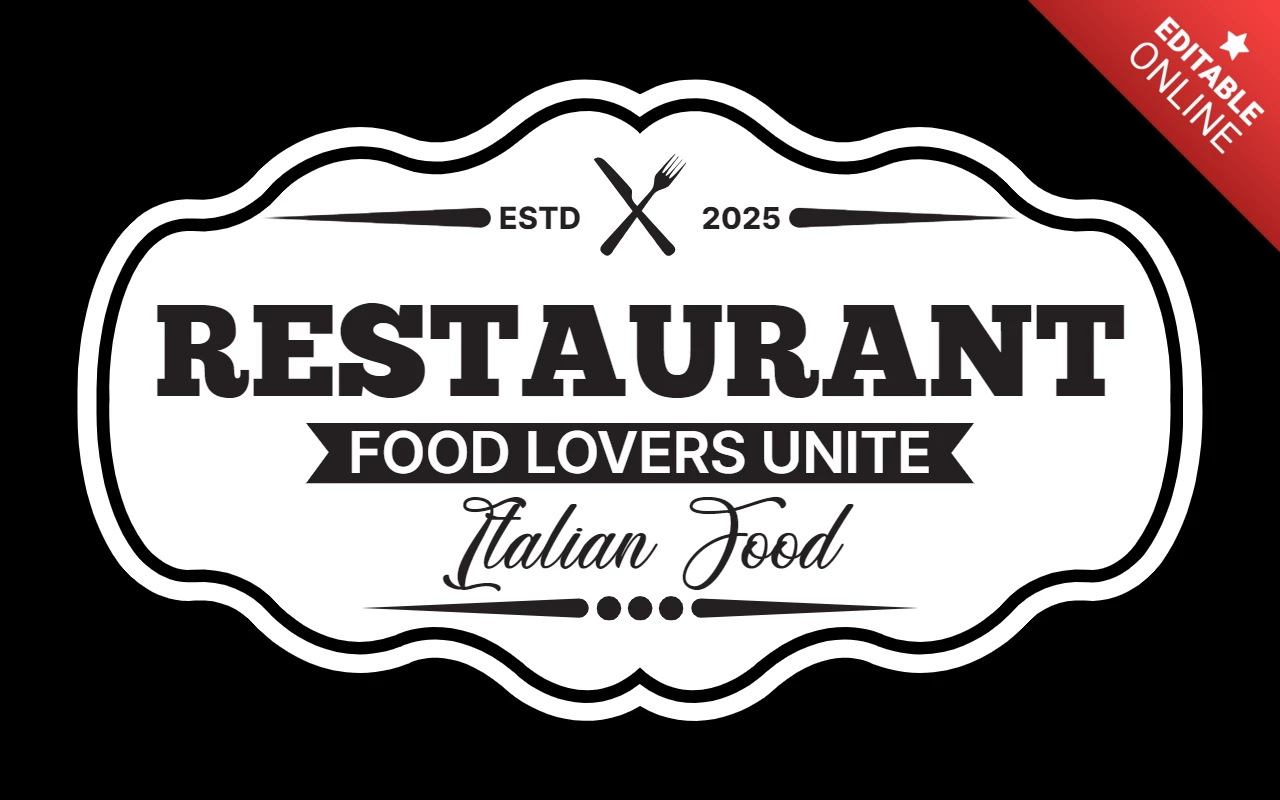 EDITABLE
ONLINE
ESTD 2025
RESTAURANT
FOOD LOVERS UNITE
Italian Food